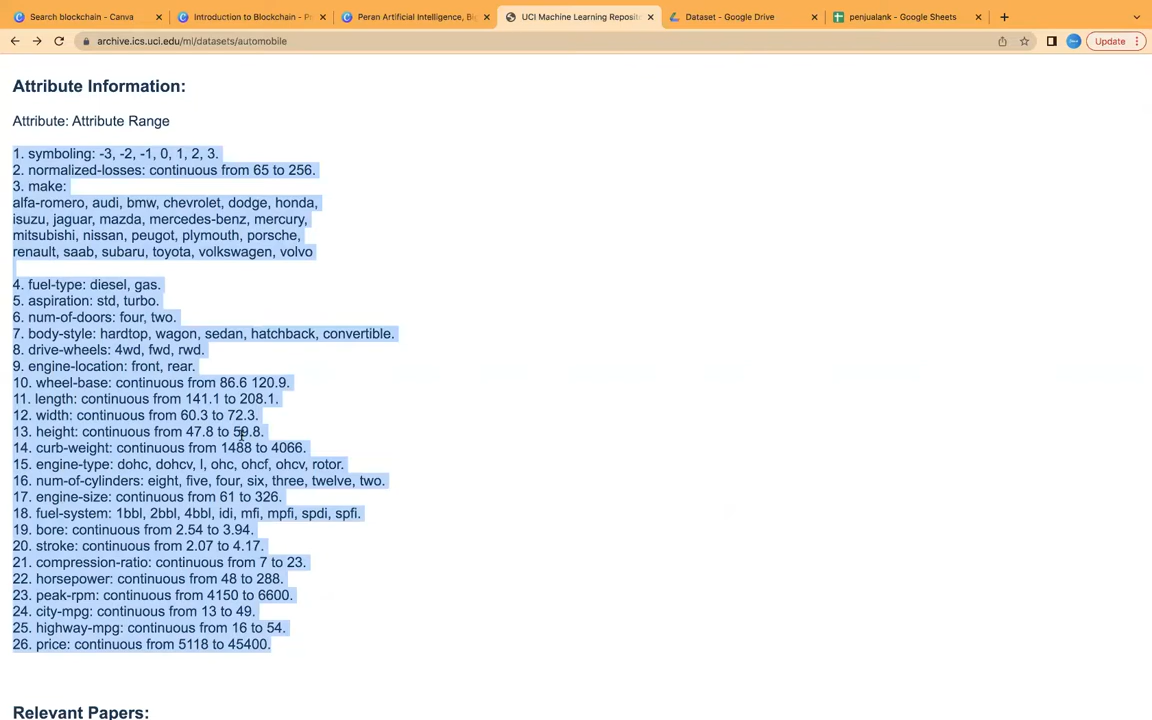 Search blockchain - Canva
Introduction to Blockchain - P
Peran Artificial Intelligence, Bi
UCI Machine Learning Reposito
Dataset - Google Drive
penjualank - Google Sheets
archive.ics.uci.edu/ml/datasets/automobile
Update
Attribute Information:
Attribute: Attribute Range
1. symboling: -3, -2, -1, 0, 1, 2, 3.
2. normalized-losses: continuous from 65 to 256.
3. make:
alfa-romero, audi, bmw, chevrolet, dodge, honda,
isuzu, jaguar, mazda, mercedes-benz, mercury,
mitsubishi, nissan, peugot, plymouth, porsche,
renault, saab, subaru, toyota, volkswagen, volvo
4. fuel-type: diesel, gas.
5. aspiration: std, turbo.
6. num-of-doors: four, two.
7. body-style: hardtop, wagon, sedan, hatchback, convertible.
8. drive-wheels: 4wd, fwd, rwd.
9. engine-location: front, rear.
10. wheel-base: continuous from 86.6 120.9.
11. length: continuous from 141.1 to 208.1.
12. width: continuous from 60.3 to 72.3.
13. height: continuous from 47.8 to 59.8.
14. curb-weight: continuous from 1488 to 4066.
15. engine-type: dohc, dohcv, l, ohc, ohcf, ohcv, rotor.
16. num-of-cylinders: eight, five, four, six, three, twelve, two.
17. engine-size: continuous from 61 to 326.
18. fuel-system: 1bbl, 2bbl, 4bbl, idi, mfi, mpfi, spdi, spfi.
19. bore: continuous from 2.54 to 3.94.
20. stroke: continuous from 2.07 to 4.17.
21. compression-ratio: continuous from 7 to 23.
22. horsepower: continuous from 48 to 288.
23. peak-rpm: continuous from 4150 to 6600.
24. city-mpg: continuous from 13 to 49.
25. highway-mpg: continuous from 16 to 54.
26. price: continuous from 5118 to 45400.
Relevant Papers: